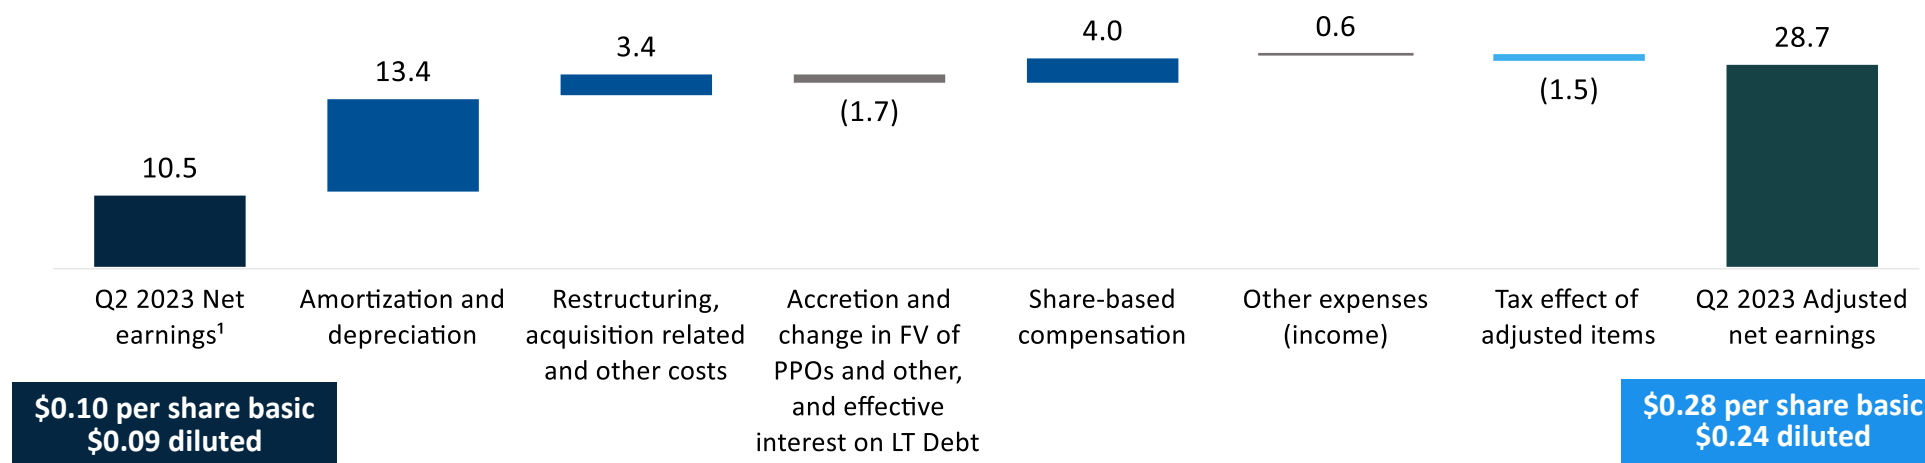 10.5
13.4
3.4
(1.7)
4.0
0.6
(1.5)
28.7
Q2 2023 Net
earnings¹
Amortization and
depreciation
Restructuring,
acquisition related
and other costs
Accretion and
change in FV of
PPOs and other,
and effective
interest on LT Debt
Share-based
compensation
Other expenses
(income)
Tax effect of
adjusted items
Q2 2023 Adjusted
net earnings
$0.10 per share basic
$0.09 diluted
$0.28 per share basic
$0.24 diluted